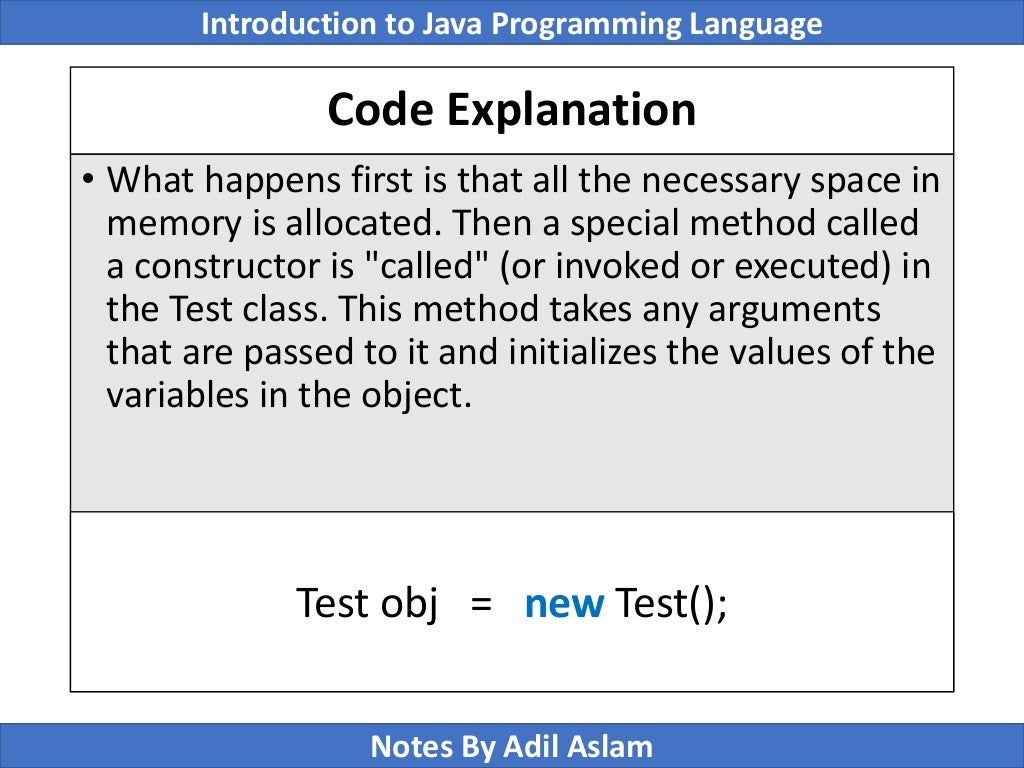 Introduction to Java Programming Language
Code Explanation
• What happens first is that all the necessary space in
memory is allocated. Then a special method called
a constructor is "called" (or invoked or executed) in
the Test class. This method takes any arguments
that are passed to it and initializes the values of the
variables in the object.
Test obj = new Test();
Notes By Adil Aslam